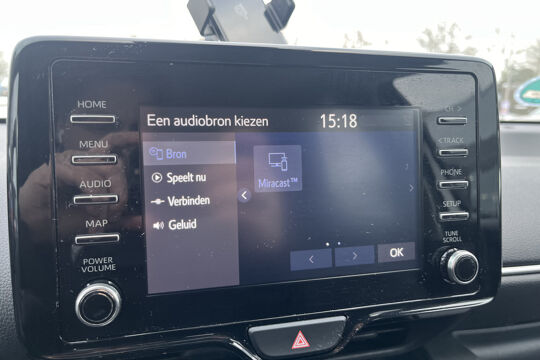 HOME
MENU
AUDIO
MAP
POWER
VOLUME
Een audiobron kiezen
15:18
Bron
Speelt nu
Verbinden
Geluid
Miracast™
< > OK
CH >
< TRACK
PHONE
SETUP
TUNE
SCROLL